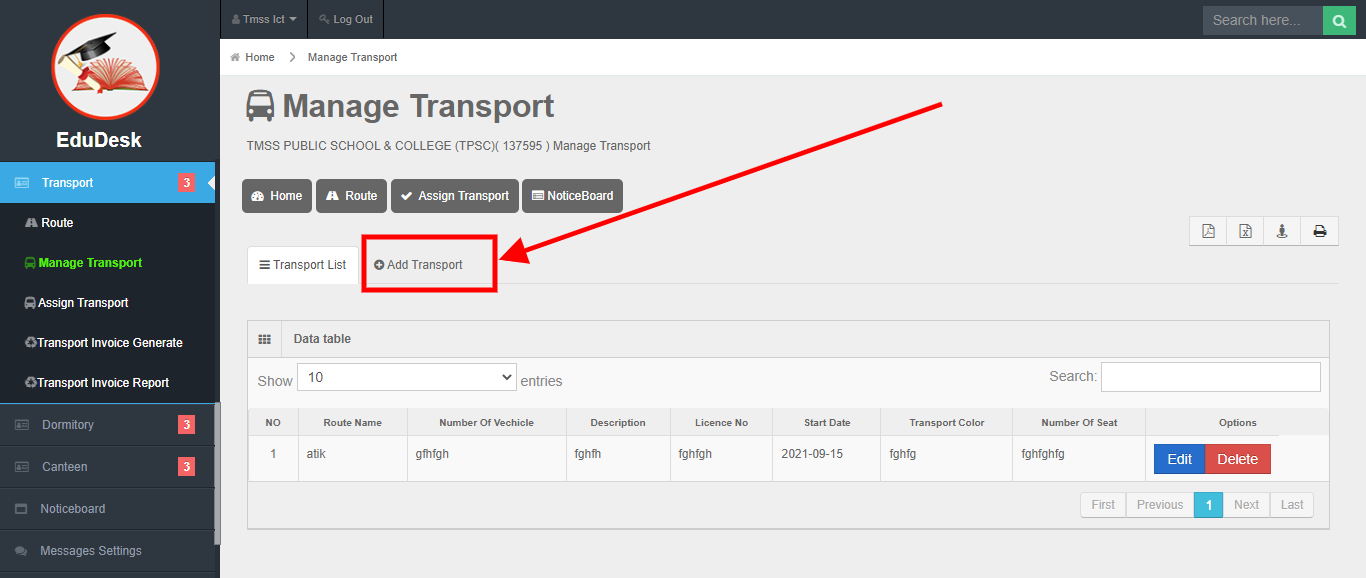 EduDesk
Transport 3
Route
Manage Transport
Assign Transport
Transport Invoice Generate
Transport Invoice Report
Dormitory 3
Canteen 3
Noticeboard
Messages Settings
Tmss Ict Log Out Search here...
Home Manage Transport
Manage Transport
TMSS PUBLIC SCHOOL & COLLEGE (TPSC)( 137595 ) Manage Transport
Home Route Assign Transport NoticeBoard
Transport List Add Transport
Data table
Show 10 entries Search:
NO Route Name Number Of Vechicle Description Licence No Start Date Transport Color Number Of Seat Options
1 atik gfhfgh fghfh fghfgh 2021-09-15 fghfg fghfghfg Edit Delete
First Previous 1 Next Last